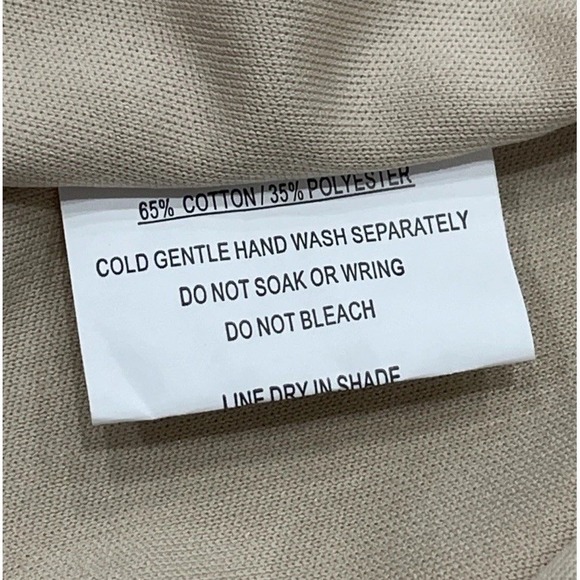 65% COTTON / 35% POLYESTER
COLD GENTLE HAND WASH SEPARATELY
DO NOT SOAK OR WRING
DO NOT BLEACH
LINE DRY IN SHADE